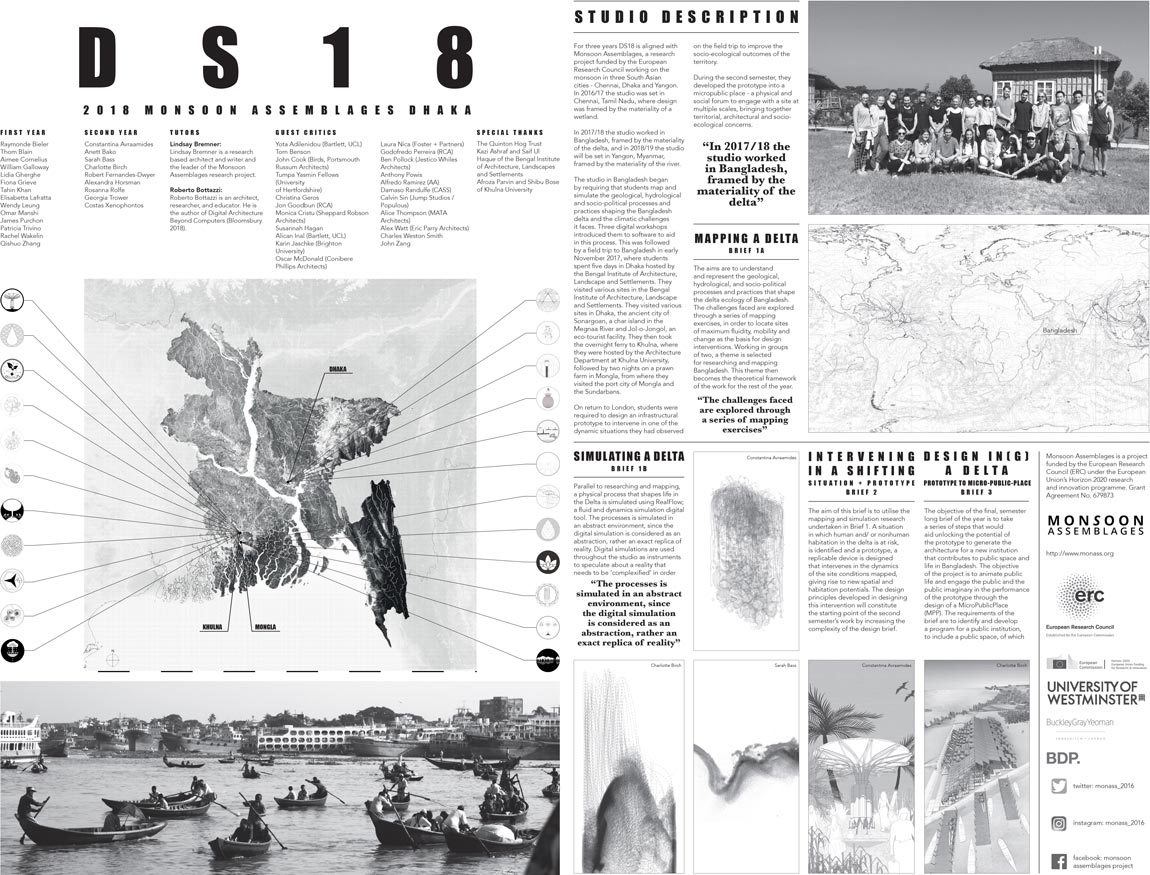 D S 1 8
2018 MONSOON ASSEMBLAGES DHAKA
FIRST YEAR
Raymonde Bieler
Thom Blain
Aimee Cornelius
William Galloway
Lidia Gherghe
Fiona Grieve
Tahin Khan
Elisabetta Lafratta
Wendy Leung
Omar Manshi
James Purchon
Patricia Trivino
Rachel Wakelin
Qishuo Zhang
SECOND YEAR
Constantina Avraamides
Anett Bako
Sarah Bass
Charlotte Birch
Robert Fernandes-Dwyer
Alexandra Horsman
Rosanna Rolfe
Georgia Trower
Costas Xenophontos
TUTORS
Lindsay Bremner:
Lindsay Bremner is a research
based architect and writer and
the leader of the Monsoon
Assemblages research project.
Roberto Bottazzi:
Roberto Bottazzi is an architect,
researcher, and educator. He is
the author of Digital Architecture
Beyond Computers (Bloomsbury
2018).
GUEST CRITICS
Yota Adilenidou (Bartlett, UCL)
Tom Benson
John Cook (Birds, Portsmouth
Russum Architects)
Tumpa Yasmin Fellows
(University
of Hertfordshire)
Christina Geros
Jon Goodbun (RCA)
Monica Cristu (Sheppard Robson
Architects)
Susannah Hagan
Alican Inal (Bartlett, UCL)
Karin Jaschke (Brighton
University)
Oscar McDonald (Conibere
Phillips Architects)
Laura Nica (Foster + Partners)
Godofredo Perreira (RCA)
Ben Pollock (Jestico Whiles
Architects)
Anthony Powis
Alfredo Ramirez (AA)
Damaso Randulfe (CASS)
Calvin Sin (Jump Studios /
Populous)
Alice Thompson (MATA
Architects)
Alex Watt (Eric Parry Architects)
Charles Weston Smith
John Zang
SPECIAL THANKS
The Quinton Hog Trust
Kazi Ashraf and Saif Ul
Haque of the Bengal Institute
of Architecture, Landscapes
and Settlements
Afroza Parvin and Shibu Bose
of Khulna University
DHAKA
KHULNA
MONGLA
STUDIO DESCRIPTION
For three years DS18 is aligned with
Monsoon Assemblages, a research
project funded by the European
Research Council working on the
monsoon in three South Asian
cities - Chennai, Dhaka and Yangon.
In 2016/17 the studio was set in
Chennai, Tamil Nadu, where design
was framed by the materiality of a
wetland.
In 2017/18 the studio worked in
Bangladesh, framed by the materiality
of the delta, and in 2018/19 the studio
will be set in Yangon, Myanmar,
framed by the materiality of the river.
The studio in Bangladesh began
by requiring that students map and
simulate the geological, hydrological
and socio-political processes and
practices shaping the Bangladesh
delta and the climatic challenges
it faces. Three digital workshops
introduced them to software to aid
in this process. This was followed
by a field trip to Bangladesh in early
November 2017, where students
spent five days in Dhaka hosted by
the Bengal Institute of Architecture,
Landscape and Settlements. They
visited various sites in the Bengal
Institute of Architecture, Landscape
and Settlements. They visited various
sites in Dhaka, the ancient city of
Sonargoan, a char island in the
Megnaa River and Jol-o-Jongol, an
eco-tourist facility. They then took
the overnight ferry to Khulna, where
they were hosted by the Architecture
Department at Khulna University,
followed by two nights on a prawn
farm in Mongla, from where they
visited the port city of Mongla and
the Sundarbans.
On return to London, students were
required to design an infrastructural
prototype to intervene in one of the
dynamic situations they had observed
on the field trip to improve the
socio-ecological outcomes of the
territory.
During the second semester, they
developed the prototype into a
micropublic place - a physical and
social forum to engage with a site at
multiple scales, bringing together
territorial, architectural and socio-
ecological concerns.
“In 2017/18 the
studio worked
in Bangladesh,
framed by the
materiality of the
delta”
MAPPING A DELTA
BRIEF 1A
The aims are to understand
and represent the geological,
hydrological, and socio-political
processes and practices that shape
the delta ecology of Bangladesh.
The challenges faced are explored
through a series of mapping
exercises, in order to locate sites
of maximum fluidity, mobility and
change as the basis for design
interventions. Working in groups
of two, a theme is selected
for researching and mapping
Bangladesh. This theme then
becomes the theoretical framework
of the work for the rest of the year.
“The challenges faced
are explored through
a series of mapping
exercises”
Bangladesh
SIMULATING A DELTA
BRIEF 1B
Parallel to researching and mapping,
a physical process that shapes life in
the Delta is simulated using RealFlow;
a fluid and dynamics simulation digital
tool. The processes is simulated in
an abstract environment, since the
digital simulation is considered as an
abstraction, rather an exact replica of
reality. Digital simulations are used
throughout the studio as instruments
to speculate about a reality that
needs to be ‘complexified’ in order
“The processes is
simulated in an abstract
environment, since
the digital simulation
is considered as an
abstraction, rather an
exact replica of reality”
Constantina Avraamides
INTERVENING
IN A SHIFTING
SITUATION + PROTOTYPE
BRIEF 2
The aim of this brief is to utilise the
mapping and simulation research
undertaken in Brief 1. A situation
in which human and/ or nonhuman
habitation in the delta is at risk,
is identified and a prototype, a
replicable device is designed
that intervenes in the dynamics
of the site conditions mapped,
giving rise to new spatial and
habitation potentials. The design
principles developed in designing
this intervention will constitute
the starting point of the second
semester's work by increasing the
complexity of the design brief.
DESIGN IN(G)
A DELTA
PROTOTYPE TO MICRO-PUBLIC-PLACE
BRIEF 3
The objective of the final, semester
long brief of the year is to take
a series of steps that would
aid unlocking the potential of
the prototype to generate the
architecture for a new institution
that contributes to public space and
life in Bangladesh. The objective
of the project is to animate public
life and engage the public and the
public imaginary in the performance
of the prototype through the
design of a MicroPublicPlace
(MPP). The requirements of the
brief are to identify and develop
a program for a public institution,
to include a public space, of which
Monsoon Assemblages is a project
funded by the European Research
Council (ERC) under the European
Union's Horizon 2020 research
and innovation programme. Grant
Agreement No. 679873
MONSOON
ASSEMBLAGES
http://www.monass.org
erc
European Research Council
Established by the European Commission
European
Commission
UNIVERSITY OF
WESTMINSTER
BuckleyGrayYeoman
BDP.
twitter: monass_2016
instagram: monass_2016
facebook: monsoon
assemblages project
Charlotte Birch
Sarah Bass
Constantina Avraamides
Charlotte Birch